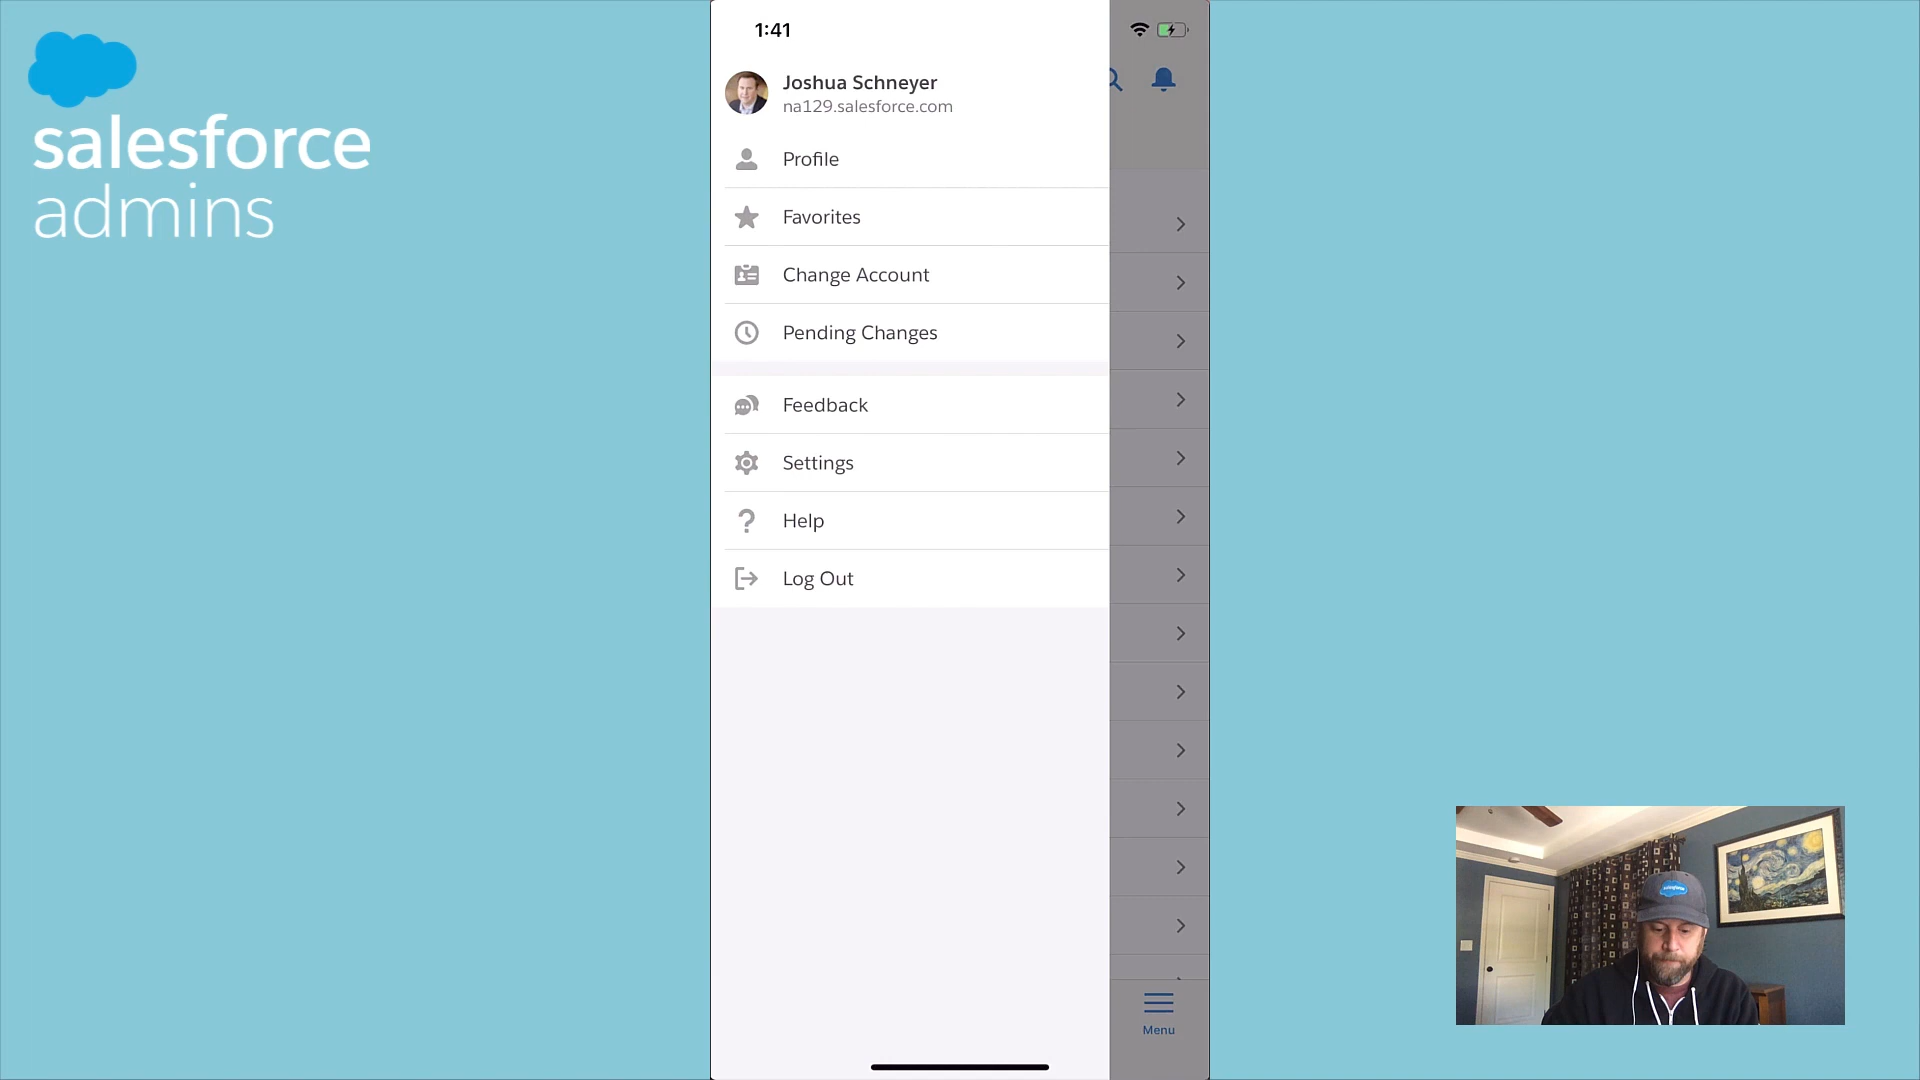 salesforce
admins
1:41
Joshua Schneyer
na129.salesforce.com
Profile
Favorites
Change Account
Pending Changes
Feedback
Settings
Help
Log Out
Menu
salesforce